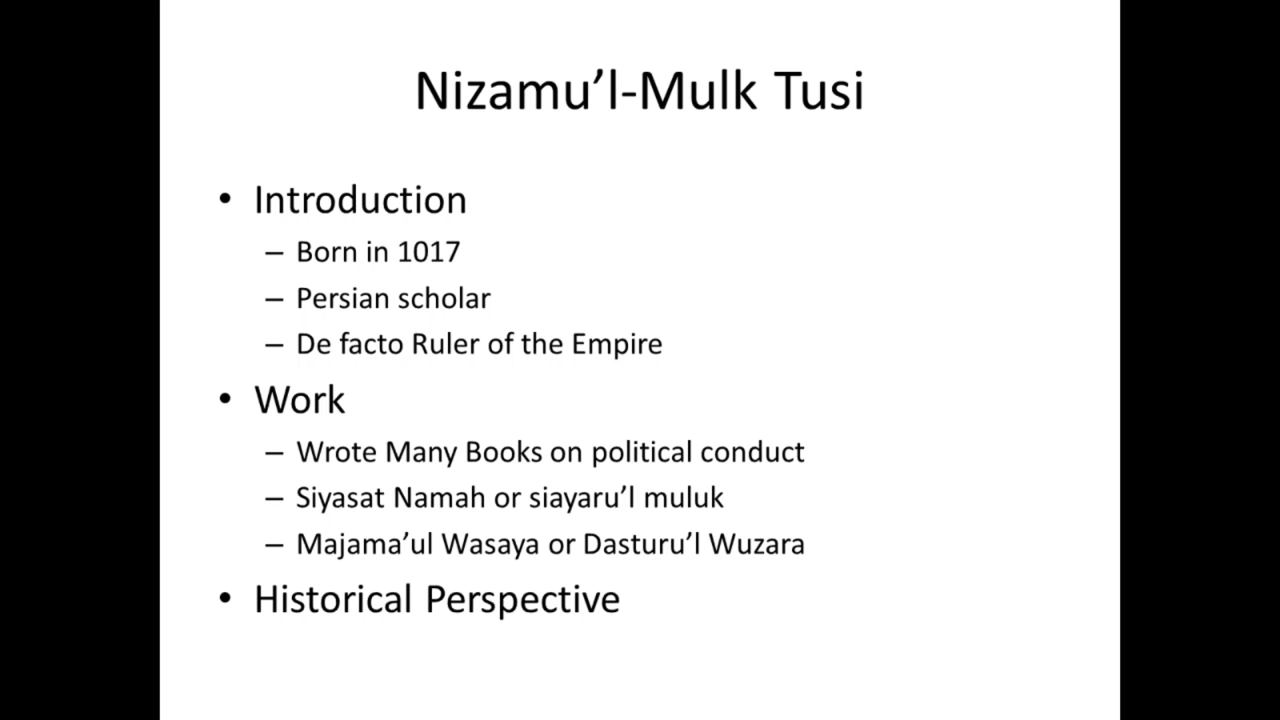 Nizamu’l-Mulk Tusi
• Introduction
– Born in 1017
– Persian scholar
– De facto Ruler of the Empire
• Work
– Wrote Many Books on political conduct
– Siyasat Namah or siayaru’l muluk
– Majama’ul Wasaya or Dasturu’l Wuzara
• Historical Perspective